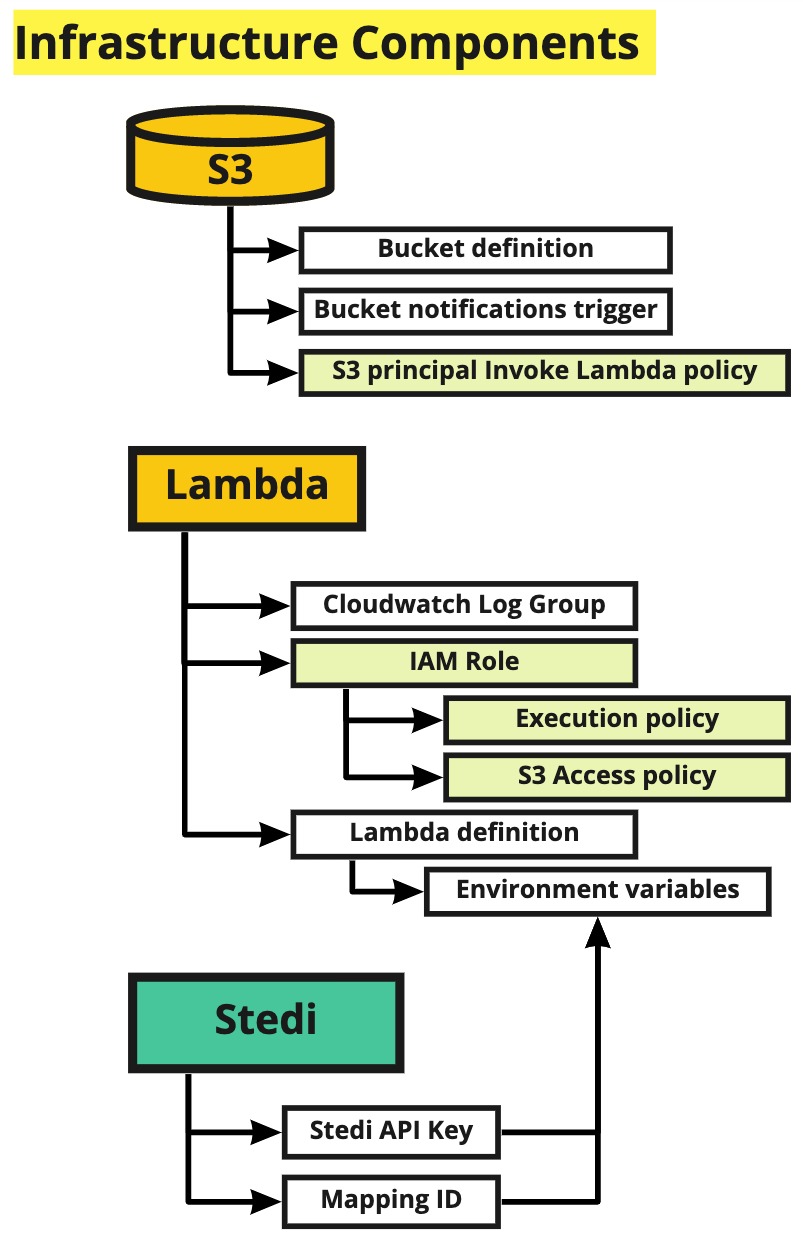 Infrastructure Components
S3
Bucket definition
Bucket notifications trigger
S3 principal Invoke Lambda policy
Lambda
Cloudwatch Log Group
IAM Role
Execution policy
S3 Access policy
Lambda definition
Environment variables
Stedi
Stedi API Key
Mapping ID